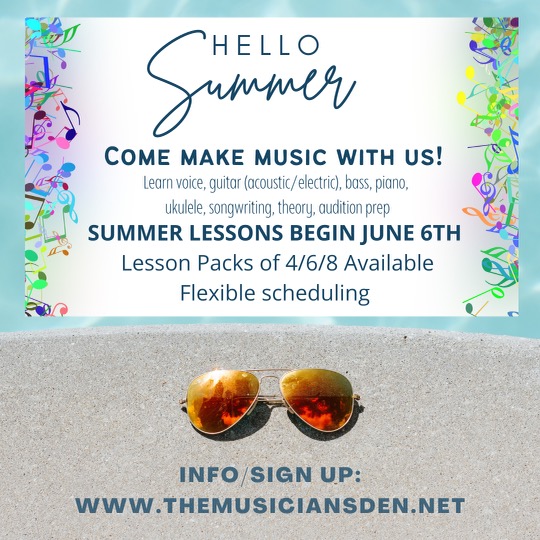 HELLO
Summer
COME MAKE MUSIC WITH US!
Learn voice, guitar (acoustic/electric), bass, piano,
ukulele, songwriting, theory, audition prep
SUMMER LESSONS BEGIN JUNE 6TH
Lesson Packs of 4/6/8 Available
Flexible scheduling
INFO/SIGN UP:
WWW.THEMUSICIANSDEN.NET